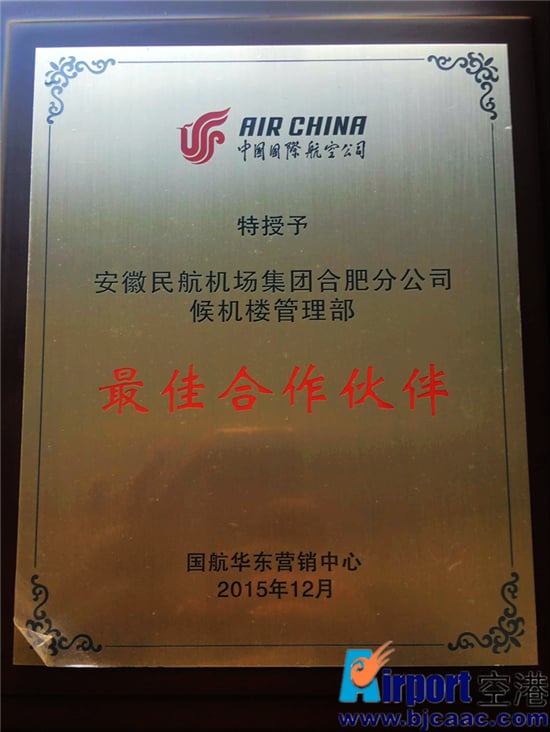 AIR CHINA
中国国際航空公司
特授予
安徽民航机场集团合肥分公司
候机楼管理部
最佳合作伙伴
国航华东营销中心
2015年12月
Airport空港
www.bjcaac.com